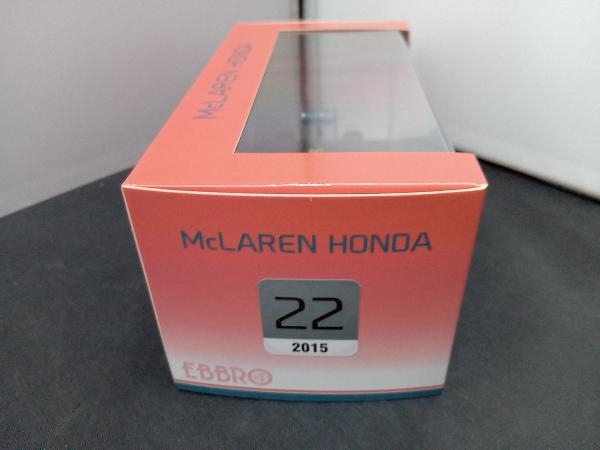 McLAREN HONDA
McLAREN HONDA
22
2015
EBBRO